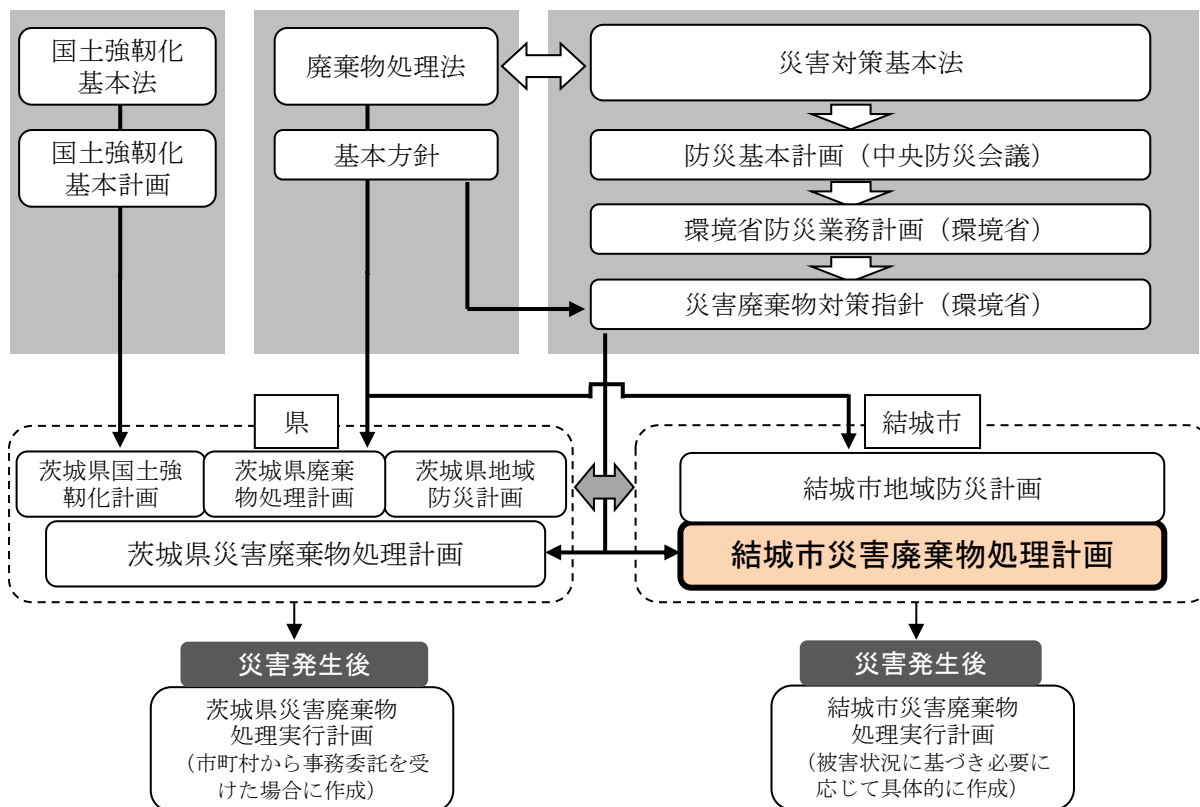 国土強靭化
基本法
国土強靭化
基本計画
廃棄物処理法
基本方針
災害対策基本法
防災基本計画（中央防災会議）
環境省防災業務計画（環境省）
災害廃棄物対策指針（環境省）
県
茨城県国土強
靭化計画
茨城県廃棄
物処理計画
茨城県地域
防災計画
茨城県災害廃棄物処理計画
結城市
結城市地域防災計画
結城市災害廃棄物処理計画
災害発生後
茨城県災害廃棄物
処理実行計画
（市町村から事務委託を受
けた場合に作成）
災害発生後
結城市災害廃棄物
処理実行計画
（被害状況に基づき必要に
応じて具体的に作成）